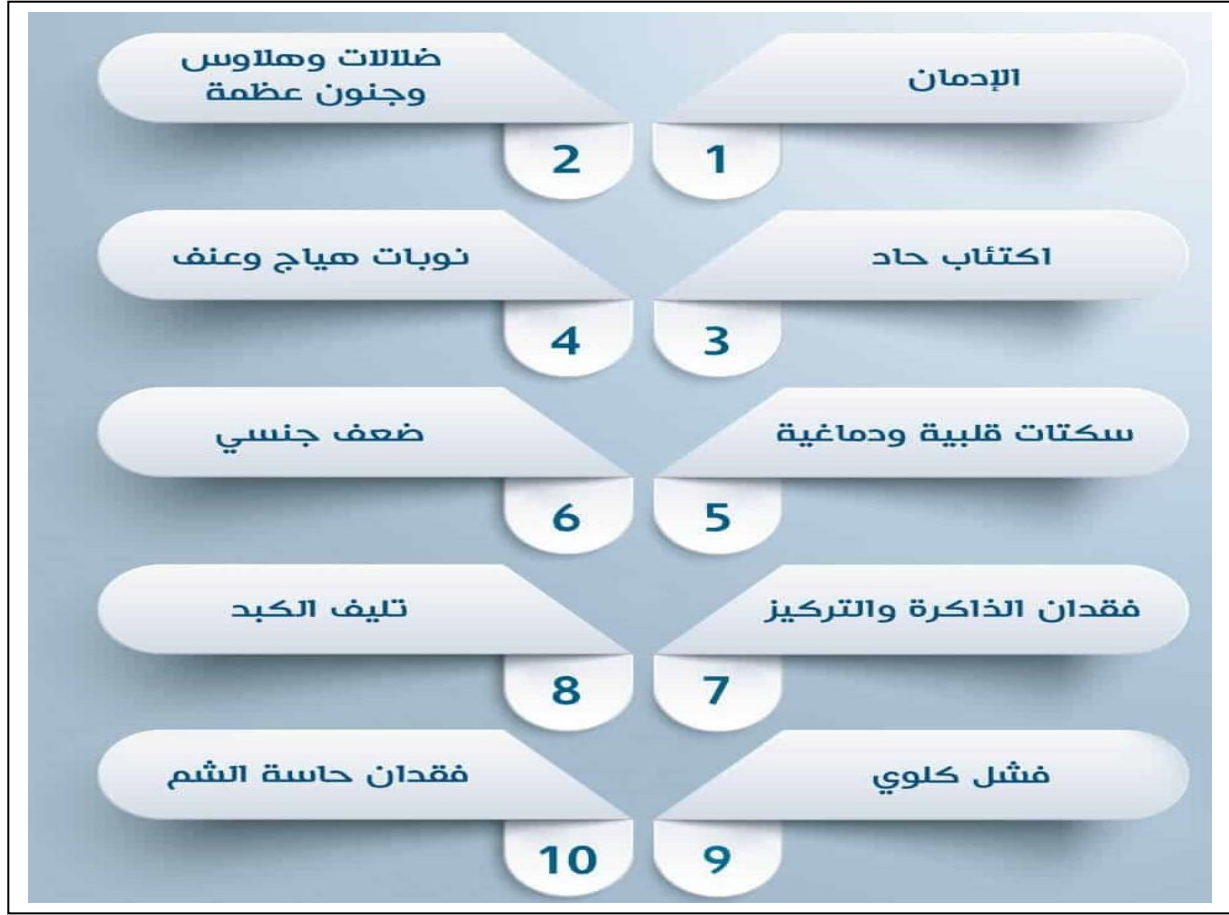 الإدمان
1
ضلالات وهلاوس
وجنون عظمة
2
اكتئاب حاد
3
نوبات هياج وعنف
4
سكتات قلبية ودماغية
5
ضعف جنسي
6
فقدان الذاكرة والتركيز
7
تليف الكبد
8
فشل كلوي
9
فقدان حاسة الشم
10